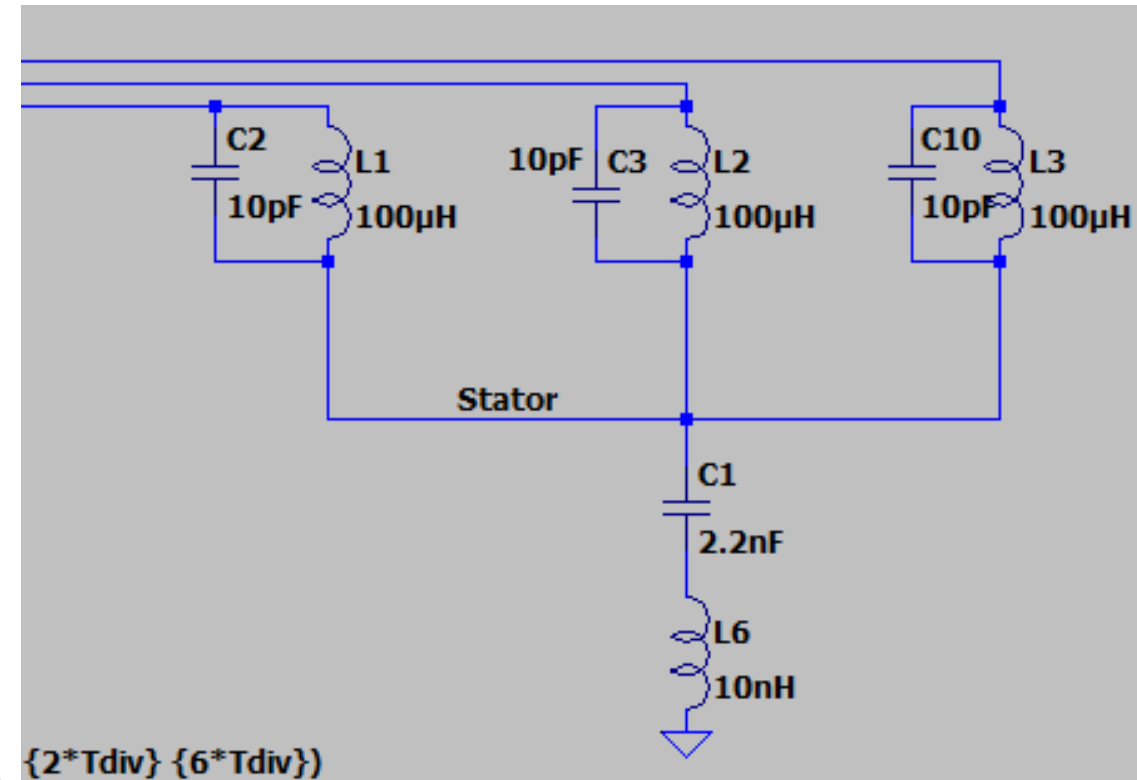 C2
10pF
L1
100µH
10pF
C3
L2
100µH
C10
10pF
L3
100µH
Stator
C1
2.2nF
L6
10nH
{2*Tdiv} {6*Tdiv})